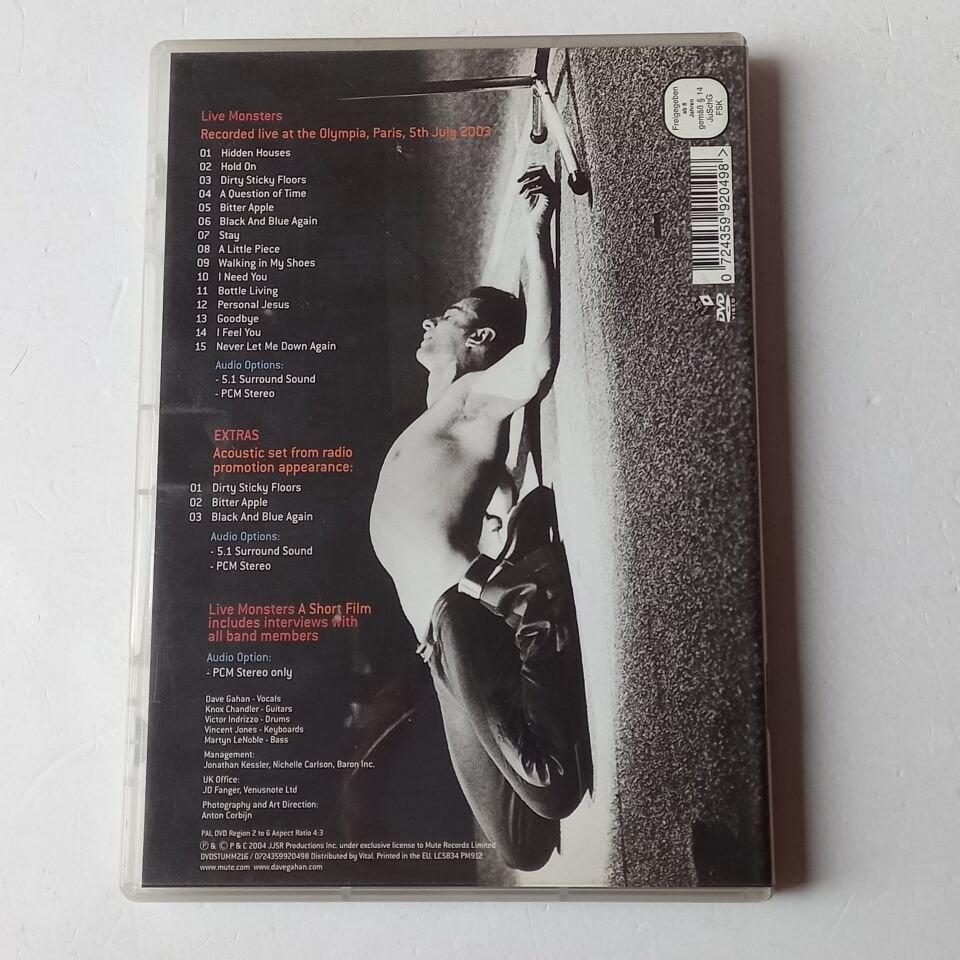 Live Monsters
Recorded live at the Olympia, Paris, 5th July 2003
01 Hidden Houses
02 Hold On
03 Dirty Sticky Floors
04 A Question of Time
05 Bitter Apple
06 Black And Blue Again
07 Stay
08 A Little Piece
09 Walking in My Shoes
10 I Need You
11 Bottle Living
12 Personal Jesus
13 Goodbye
14 I Feel You
15 Never Let Me Down Again
Audio Options:
- 5.1 Surround Sound
- PCM Stereo
EXTRAS
Acoustic set from radio
promotion appearance:
01 Dirty Sticky Floors
02 Bitter Apple
03 Black And Blue Again
Audio Options:
- 5.1 Surround Sound
- PCM Stereo
Live Monsters A Short Film
includes interviews with
all band members
Audio Option:
- PCM Stereo only
Dave Gahan - Vocals
Knox Chandler - Guitars
Victor Indrizzo - Drums
Vincent Jones - Keyboards
Martyn LeNoble - Bass
Management:
Jonathan Kessler, Nichelle Carlson, Baron Inc.
UK Office:
JD Fanger, Venusnote Ltd
Photography and Art Direction:
Anton Corbijn
PAL DVD Region 2 to 6 Aspect Ratio 4:3
℗ & © P & C 2004 JJSR Productions Inc. under exclusive license to Mute Records Limited
DVDSTUMM216 / 0724359920498 Distributed by Vital. Printed in the EU. LC5834 PM912
www.mute.com www.davegahan.com
Freigegeben
ab 6
Jahren
gemäß § 14
JuSchG
FSK
0 724359 920498 >
DVD
VIDEO